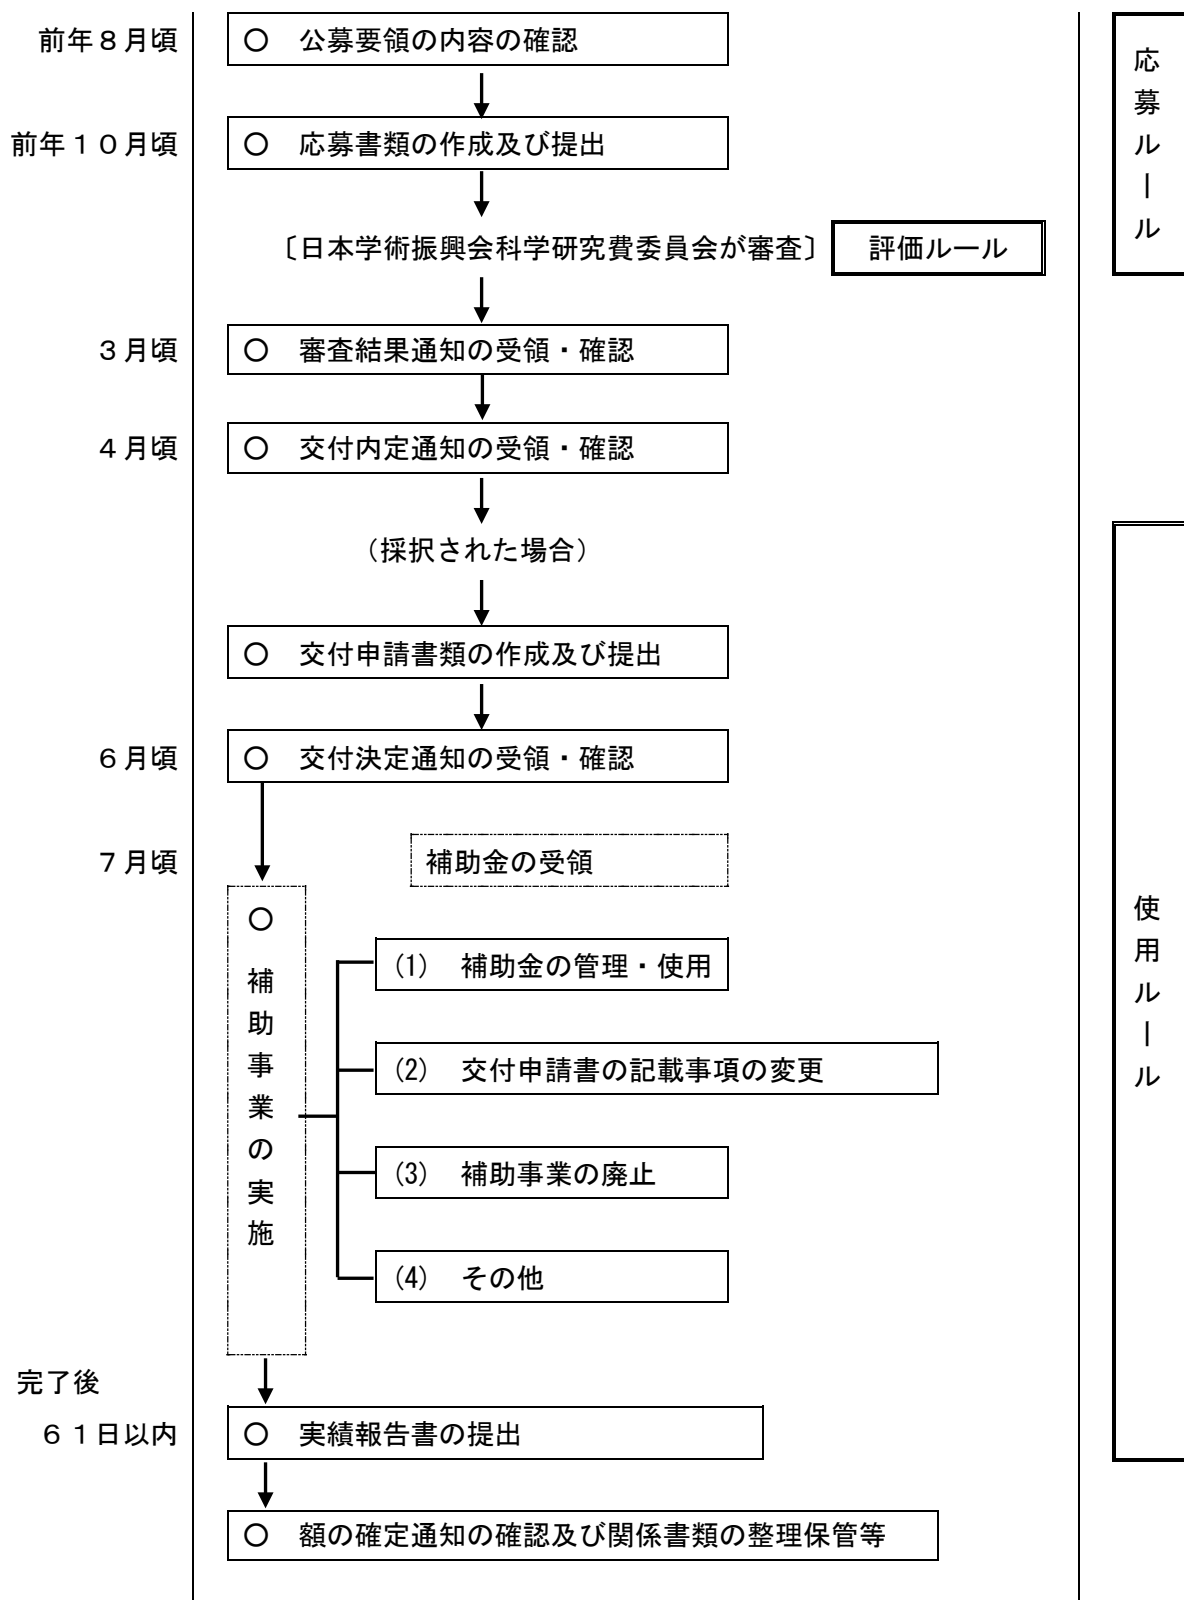 前年８月頃
○　公募要領の内容の確認
前年１０月頃
○　応募書類の作成及び提出
〔日本学術振興会科学研究費委員会が審査〕
評価ルール
応募ルール
３月頃
○　審査結果通知の受領・確認
４月頃
○　交付内定通知の受領・確認
（採択された場合）
○　交付申請書類の作成及び提出
６月頃
○　交付決定通知の受領・確認
７月頃
補助金の受領
○　補助事業の実施
(1)　補助金の管理・使用
(2)　交付申請書の記載事項の変更
(3)　補助事業の廃止
(4)　その他
使用ルール
完了後
６１日以内
○　実績報告書の提出
○　額の確定通知の確認及び関係書類の整理保管等